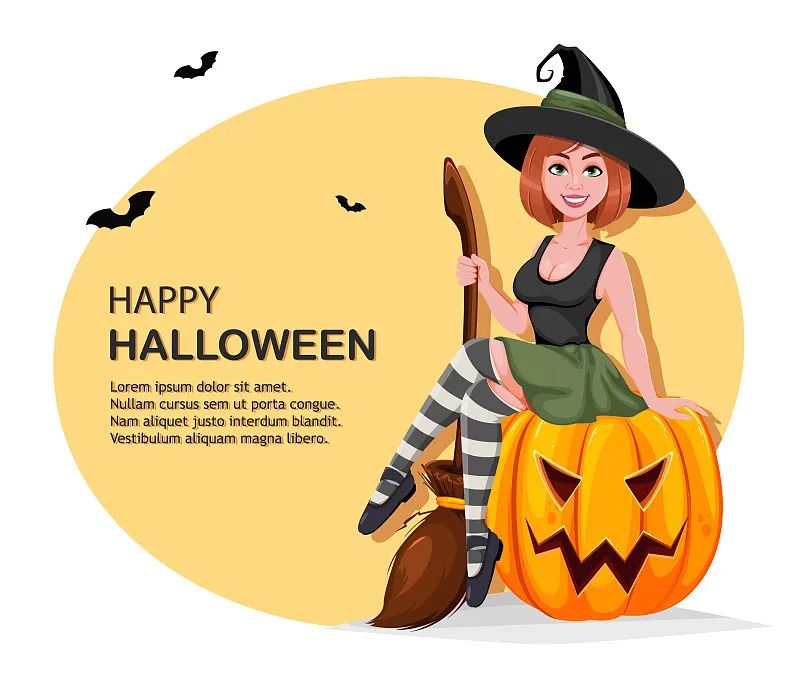 HAPPY
HALLOWEEN
Lorem ipsum dolor sit amet.
Nullam cursus sem ut porta congue.
Nam aliquet justo interdum blandit.
Vestibulum aliquam magna libero.